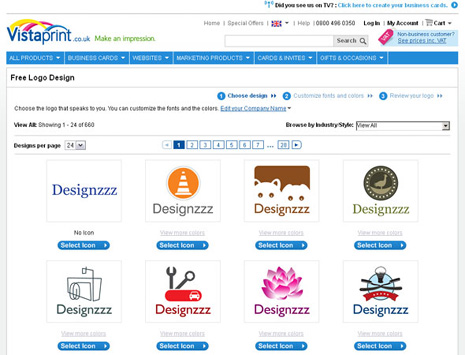 Did you see us on TV? Click here to create your business cards.
Vistaprint.co.uk Make an impression.
Home | Special Offers | Help | 0800 496 0350 Log In | My Account | Cart
Search
Non-business customer?
See prices inc. VAT
ALL PRODUCTS BUSINESS CARDS WEBSITES MARKETING PRODUCTS CARDS & INVITES GIFTS & OCCASIONS
Free Logo Design
1 Choose design 2 Customize fonts and colors 3 Review your logo
Choose the logo that speaks to you. You can customize the fonts and the colors. Edit your Company Name
View All: Showing 1 - 24 of 660 Browse by Industry/Style: View All
Designs per page 24 1 2 3 4 5 6 7 ... 28
Designzzz Designzzz Designzzz Designzzz
No Icon View more colors View more colors View more colors
Select Icon Select Icon Select Icon Select Icon
Designzzz Designzzz Designzzz Designzzz
View more colors View more colors View more colors View more colors
Select Icon Select Icon Select Icon Select Icon